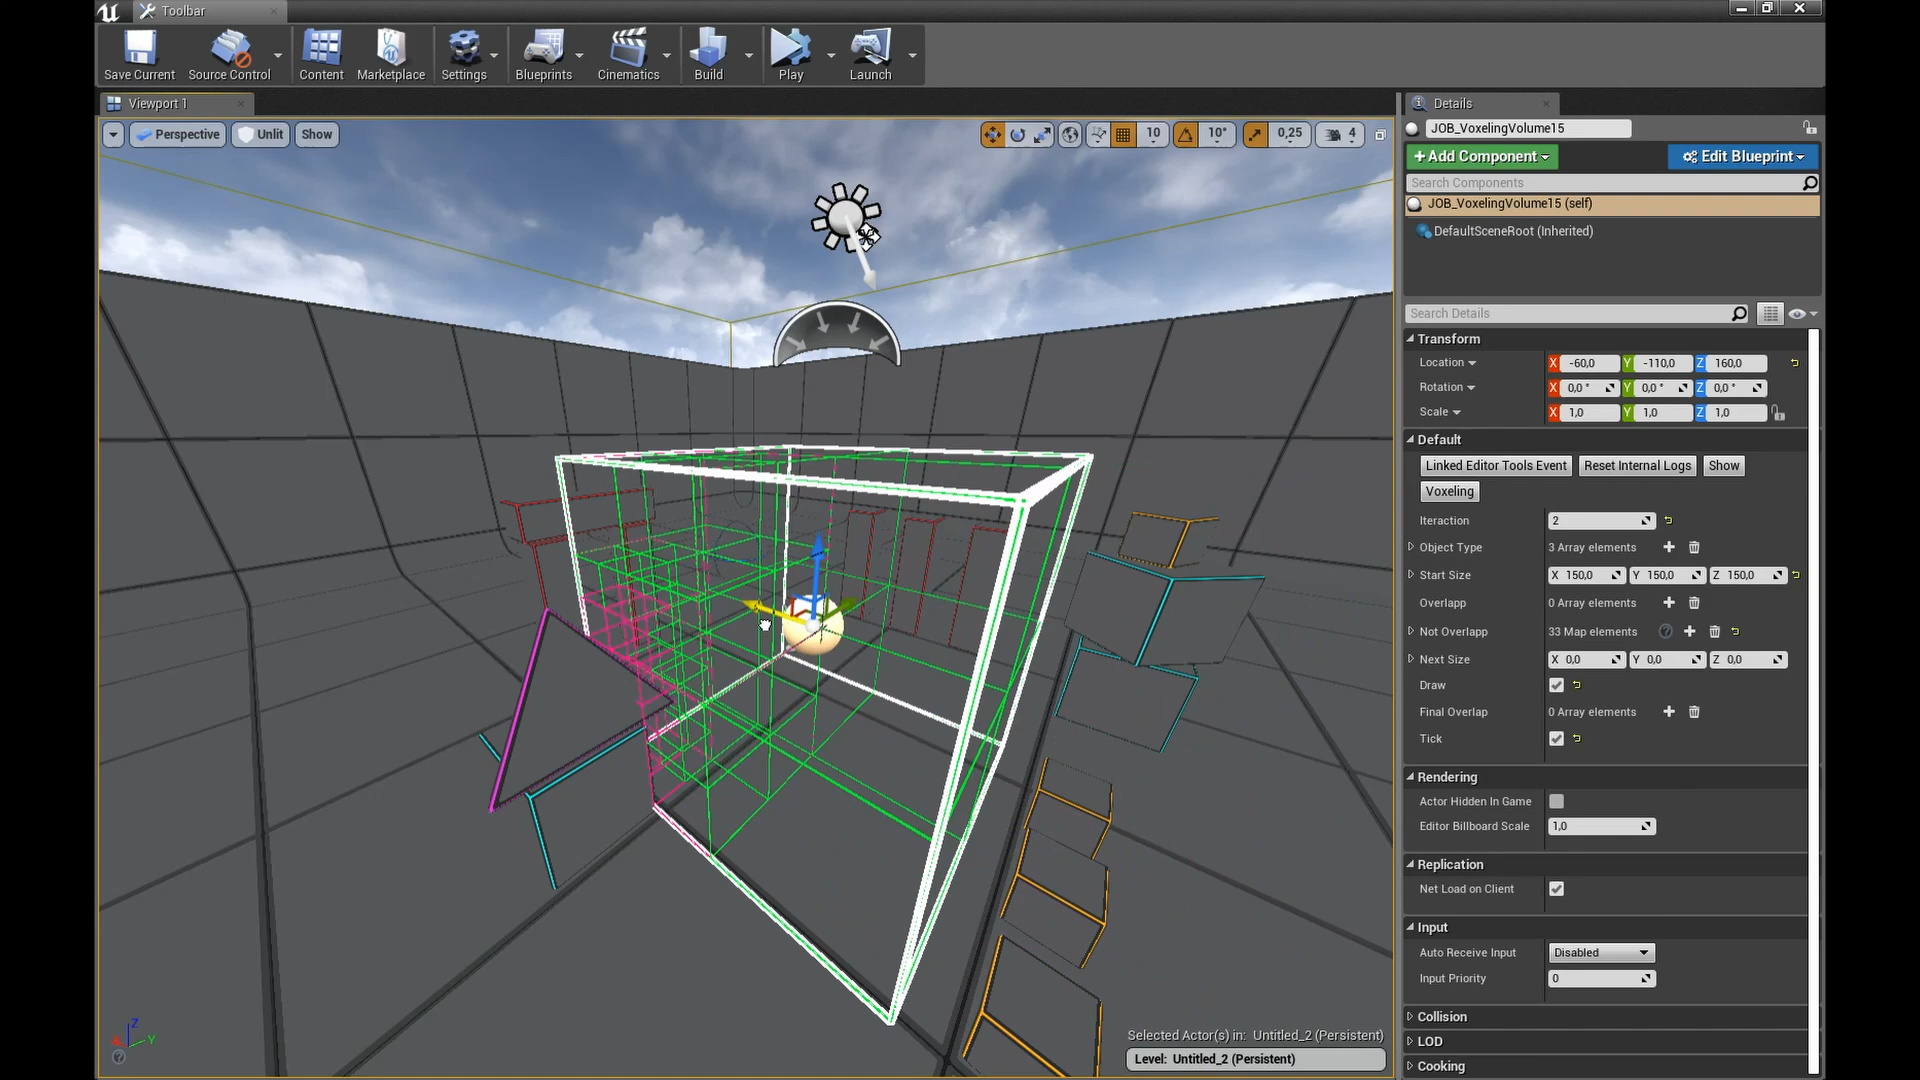 Toolbar
Save Current
Source Control
Content
Marketplace
Settings
Blueprints
Cinematics
Build
Play
Launch
Viewport 1
Perspective
Unlit
Show
10
10°
0,25
4
Details
JOB_VoxelingVolume15
+Add Component
Edit Blueprint
Search Components
JOB_VoxelingVolume15 (self)
DefaultSceneRoot (Inherited)
Search Details
Transform
Location X -60,0 Y -110,0 Z 160,0
Rotation X 0,0 ° Y 0,0 ° Z 0,0 °
Scale X 1,0 Y 1,0 Z 1,0
Default
Linked Editor Tools Event Reset Internal Logs Show
Voxeling
Iteraction 2
Object Type 3 Array elements
Start Size X 150,0 Y 150,0 Z 150,0
Overlapp 0 Array elements
Not Overlapp 33 Map elements
Next Size X 0,0 Y 0,0 Z 0,0
Draw
Final Overlap 0 Array elements
Tick
Rendering
Actor Hidden In Game
Editor Billboard Scale 1,0
Replication
Net Load on Client
Input
Auto Receive Input Disabled
Input Priority 0
Collision
LOD
Cooking
Selected Actor(s) in: Untitled_2 (Persistent)
Level: Untitled_2 (Persistent)
Z
X
Y